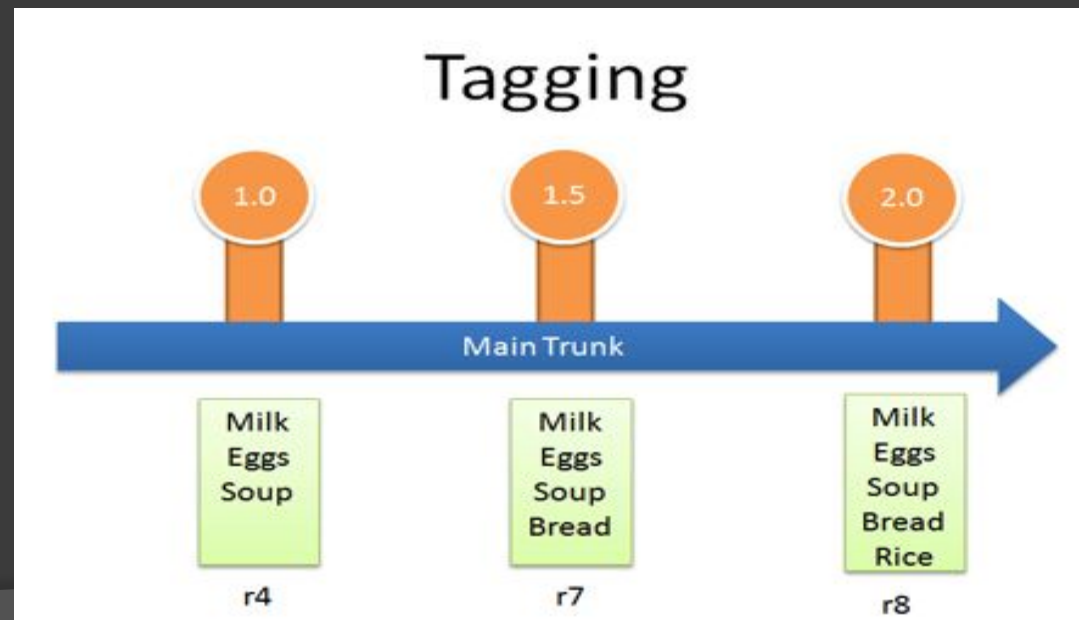 Tagging
1.0
1.5
2.0
Main Trunk
Milk
Eggs
Soup
r4
Milk
Eggs
Soup
Bread
r7
Milk
Eggs
Soup
Bread
Rice
r8